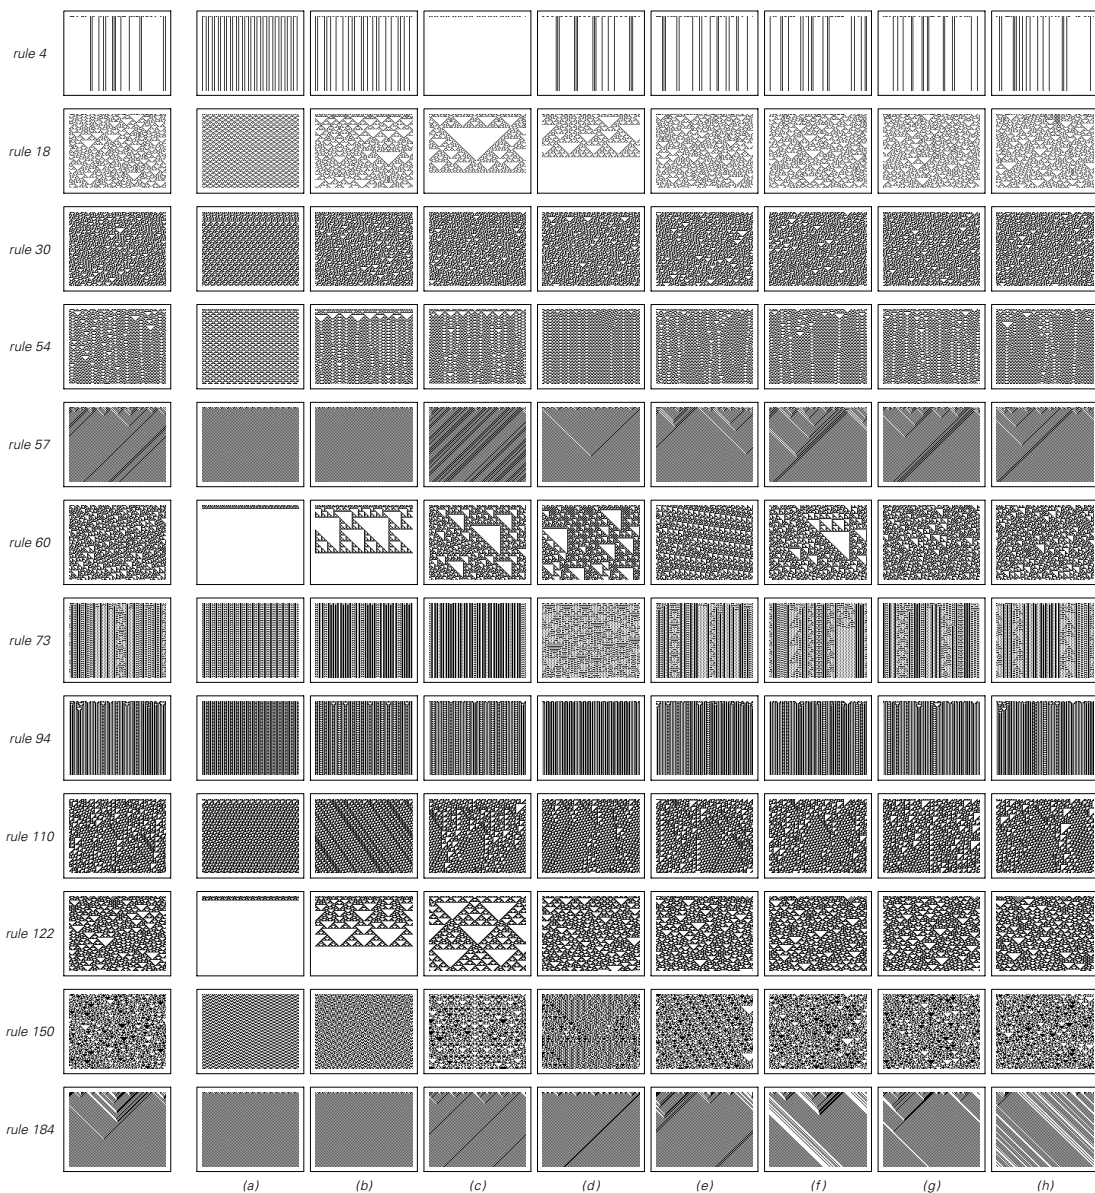 rule 4
rule 18
rule 30
rule 54
rule 57
rule 60
rule 73
rule 94
rule 110
rule 122
rule 150
rule 184
(a) (b) (c) (d) (e) (f) (g) (h)